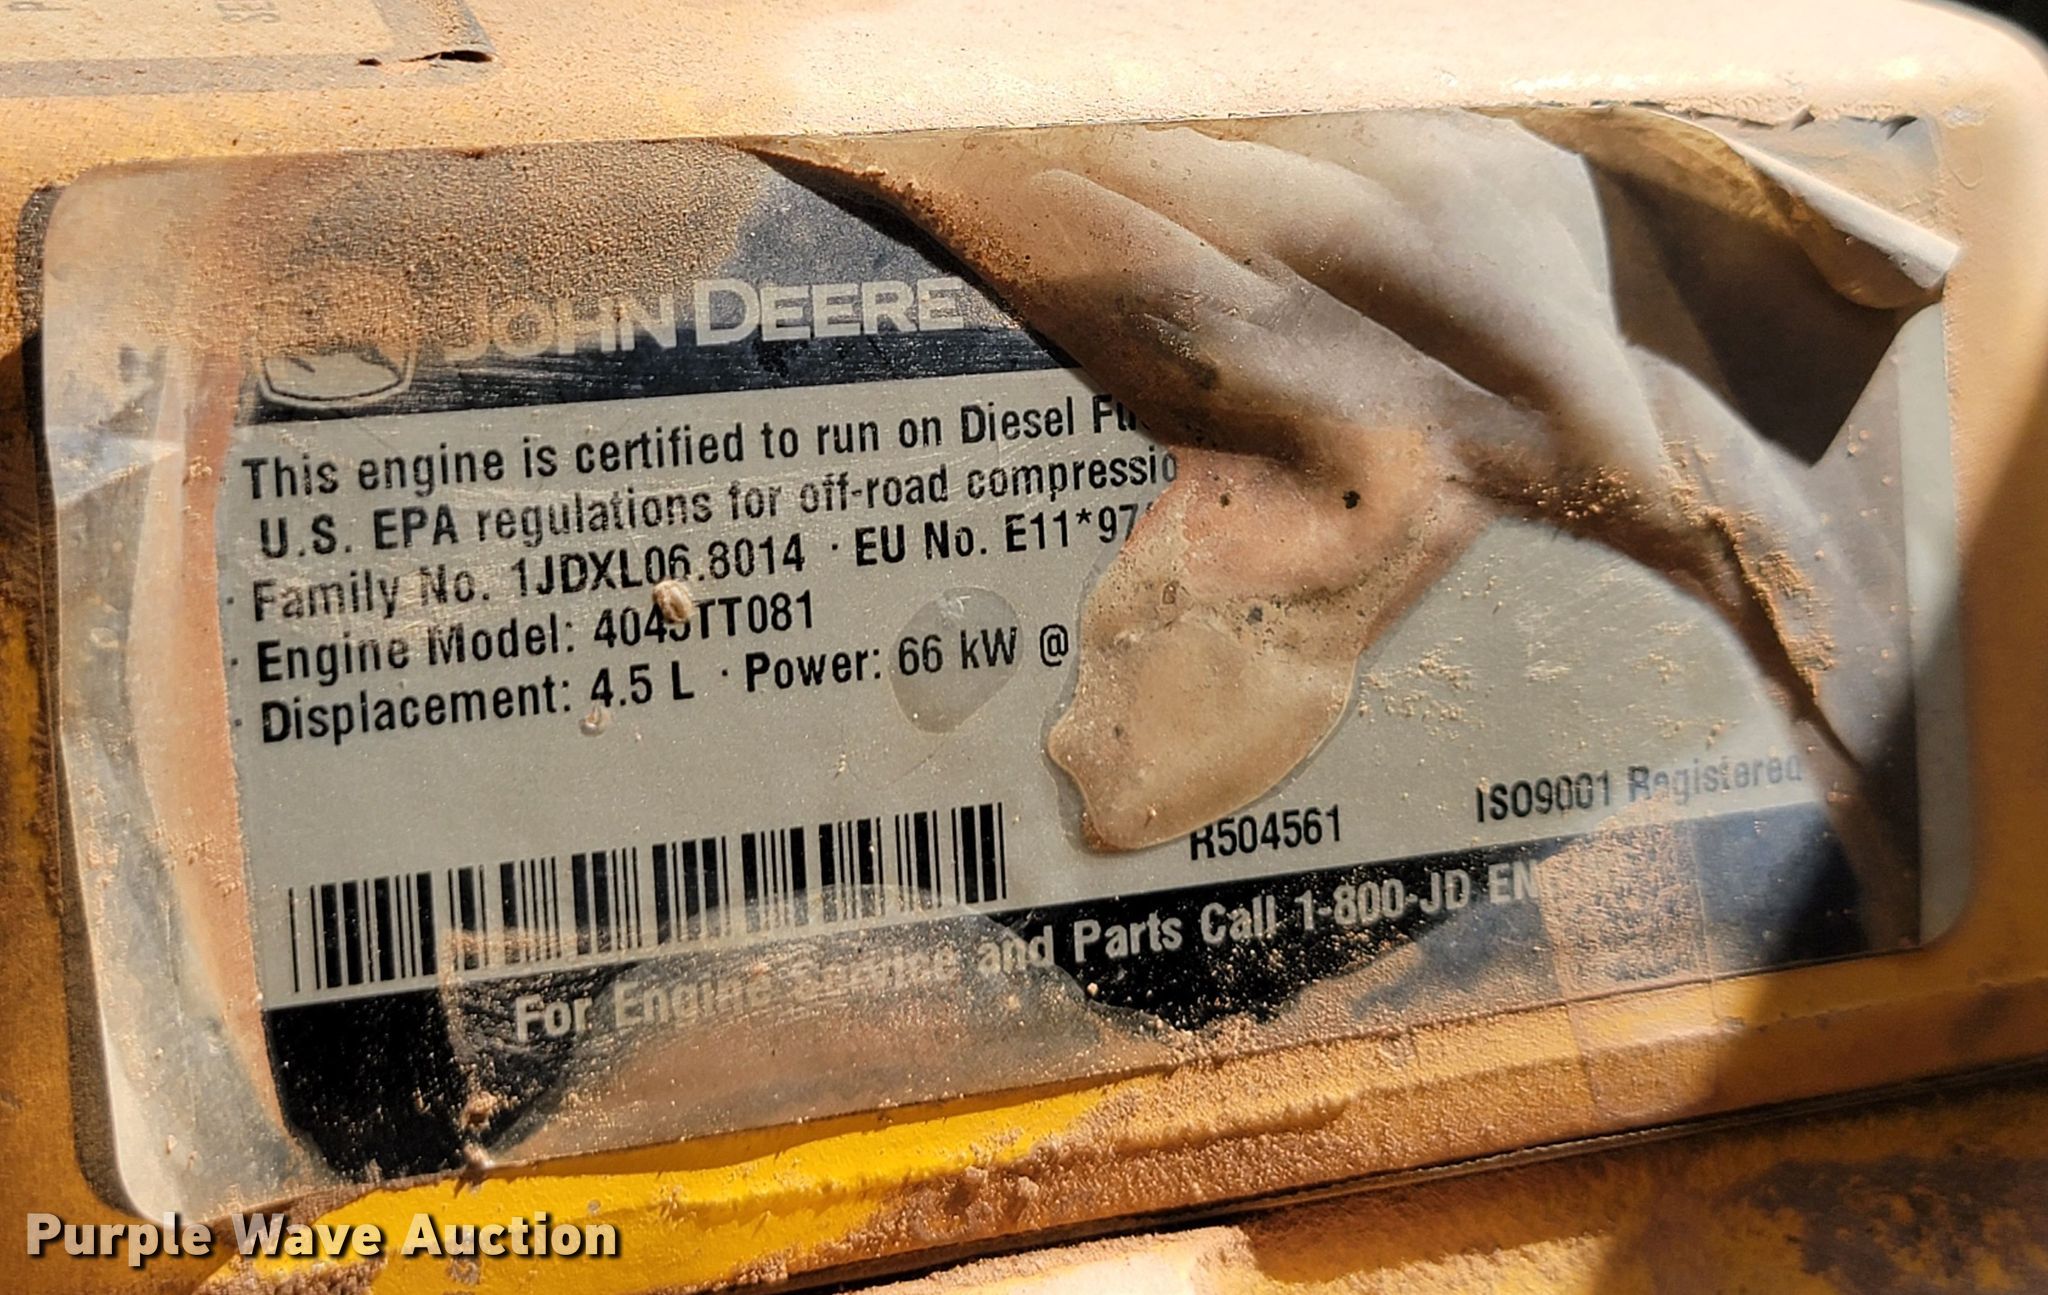 JOHN DEERE
This engine is certified to run on Diesel
U.S. EPA regulations for off-road compressio
· Family No. 1JDXL06.8014 · EU No. E11*97
· Engine Model: 4045TT081
· Displacement: 4.5 L · Power: 66 kW @
R504561
ISO9001 Registered
For Engine Service and Parts Call 1-800-JD EN
Purple Wave Auction